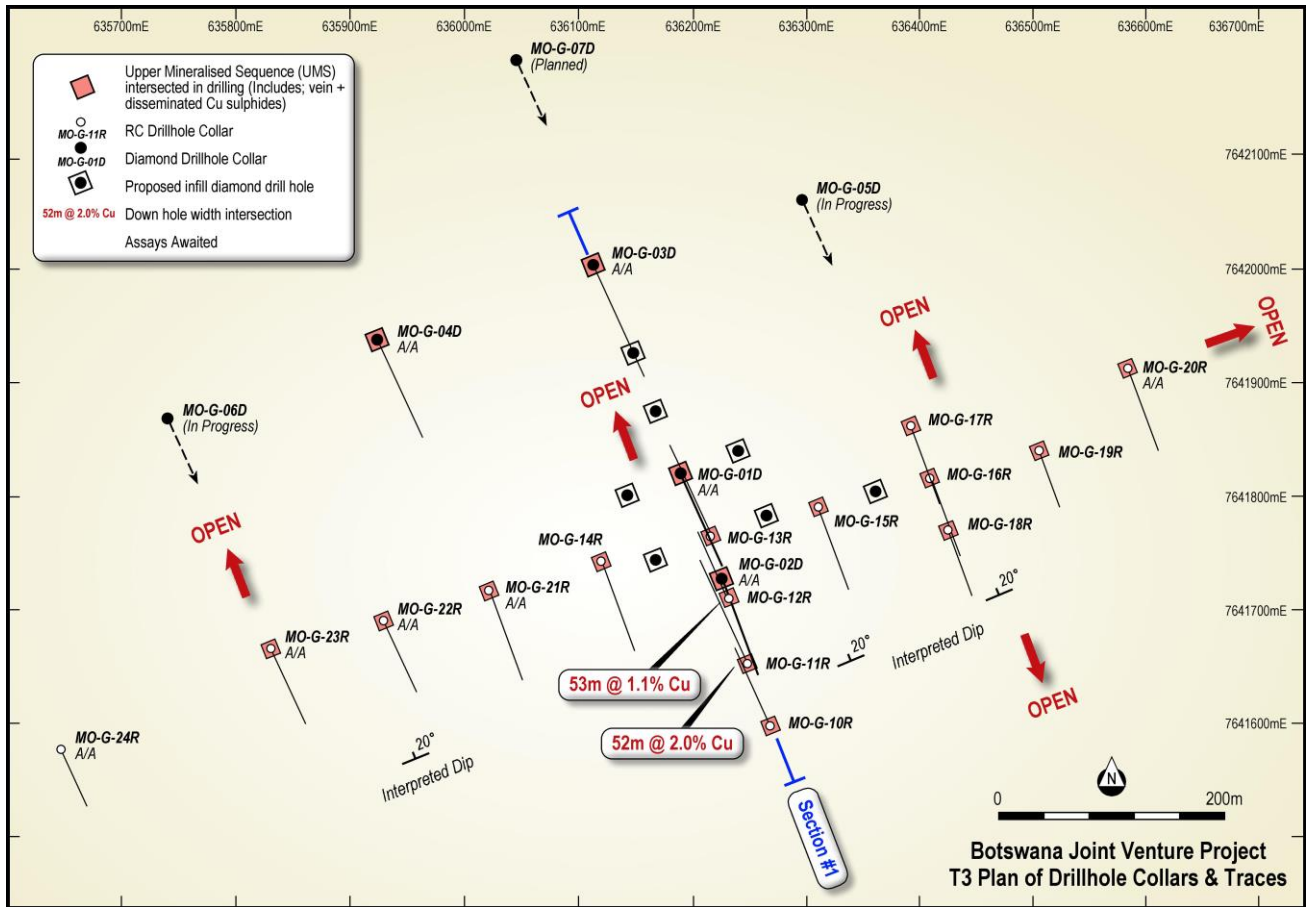 635700mE
635800mE
635900mE
636000mE
636100mE
636200mE
636300mE
636400mE
636500mE
636600mE
636700mE
Upper Mineralised Sequence (UMS)
intersected in drilling (Includes; vein +
disseminated Cu sulphides)
MO-G-11R
RC Drillhole Collar
MO-G-01D
Diamond Drillhole Collar
Proposed infill diamond drill hole
52m @ 2.0% Cu
Down hole width intersection
Assays Awaited
MO-G-07D
(Planned)
7642100mE
MO-G-05D
(In Progress)
MO-G-03D
A/A
7642000mE
OPEN
OPEN
MO-G-04D
A/A
MO-G-20R
A/A
7641900mE
OPEN
MO-G-06D
(In Progress)
MO-G-17R
MO-G-19R
MO-G-01D
A/A
MO-G-16R
7641800mE
MO-G-15R
MO-G-18R
OPEN
MO-G-14R
MO-G-13R
MO-G-02D
A/A
MO-G-12R
20°
MO-G-21R
A/A
MO-G-22R
A/A
7641700mE
MO-G-23R
A/A
20°
Interpreted Dip
MO-G-11R
53m @ 1.1% Cu
OPEN
MO-G-10R
7641600mE
52m @ 2.0% Cu
MO-G-24R
A/A
20°
Interpreted Dip
Section #1
N
0
200m
Botswana Joint Venture Project
T3 Plan of Drillhole Collars & Traces